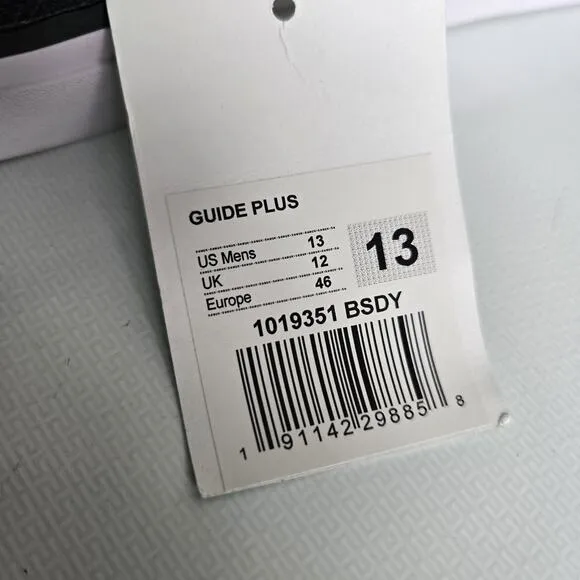 GUIDE PLUS
US Mens 13
UK 12
Europe 46
13
1019351 BSDY
1 91142 29885 8